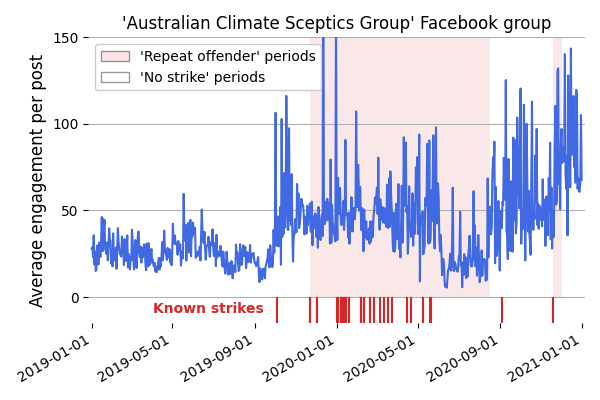 'Australian Climate Sceptics Group' Facebook group
150
'Repeat offender' periods
'No strike' periods
100
50
0
Average engagement per post
Known strikes
2019-01-01
2019-05-01
2019-09-01
2020-01-01
2020-05-01
2020-09-01
2021-01-01